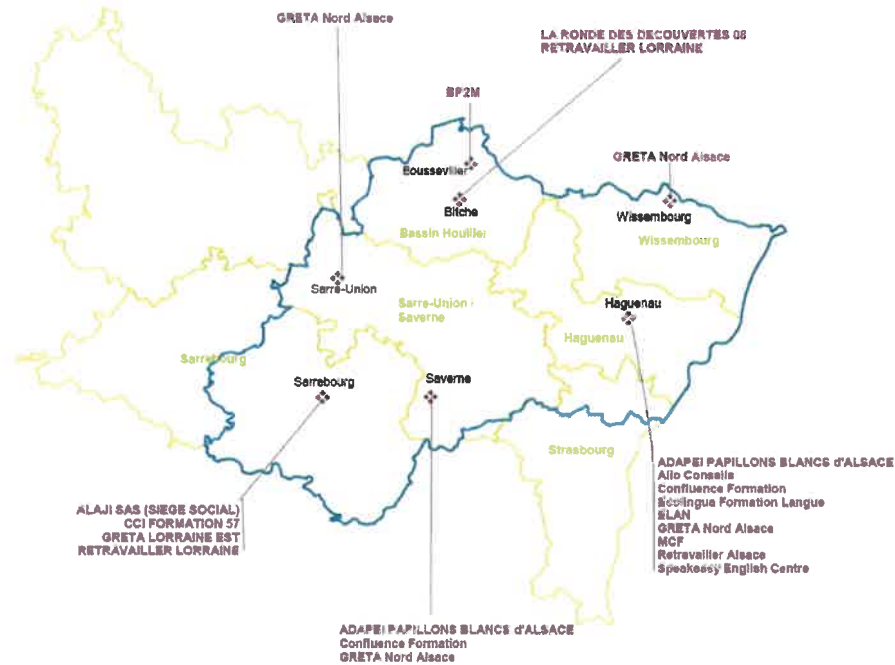 GRETA Nord Alsace
LA RONDE DES DECOUVERTES 08
RETRAVAILLER LORRAINE
BP2M
GRETA Nord Alsace
Eousseviller
Bitche
Bassin Houiller
Wissembourg
Wissembourg
Sarre-Union
Sarre-Union /
Saverne
Haguenau
Haguenau
Sarrebourg
Sarrebourg
Saverne
Strasbourg
ALAJI SAS (SIEGE SOCIAL)
CCI FORMATION 57
GRETA LORRAINE EST
RETRAVAILLER LORRAINE
ADAPEI PAPILLONS BLANCS d'ALSACE
Allo Conseils
Confluence Formation
Ecolingua Formation Langue
ELAN
GRETA Nord Alsace
MCF
Retravailler Alsace
Speakeasy English Centre
ADAPEI PAPILLONS BLANCS d'ALSACE
Confluence Formation
GRETA Nord Alsace